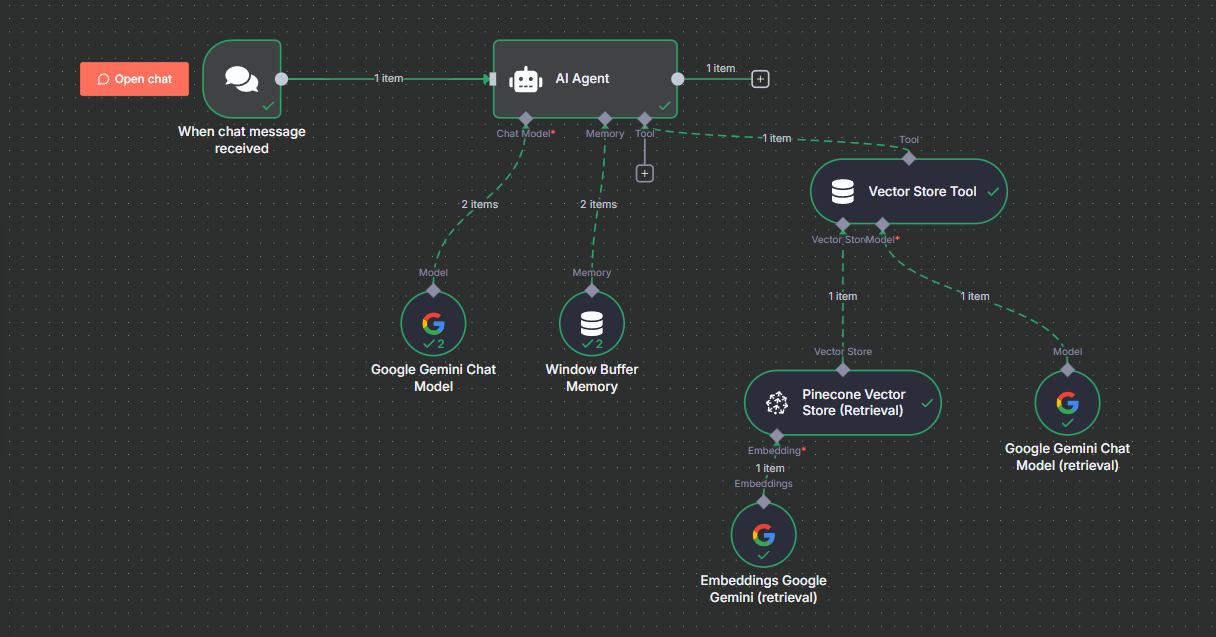 Open chat
When chat message
received
1 item
AI Agent
1 item
+
Chat Model*
Memory
Tool
+
1 item
Tool
Vector Store Tool
Vector Store
Model*
2 items
2 items
Model
2
Google Gemini Chat
Model
Memory
2
Window Buffer
Memory
1 item
1 item
Vector Store
Pinecone Vector
Store (Retrieval)
Embedding*
1 item
Embeddings
Embeddings Google
Gemini (retrieval)
Model
Google Gemini Chat
Model (retrieval)